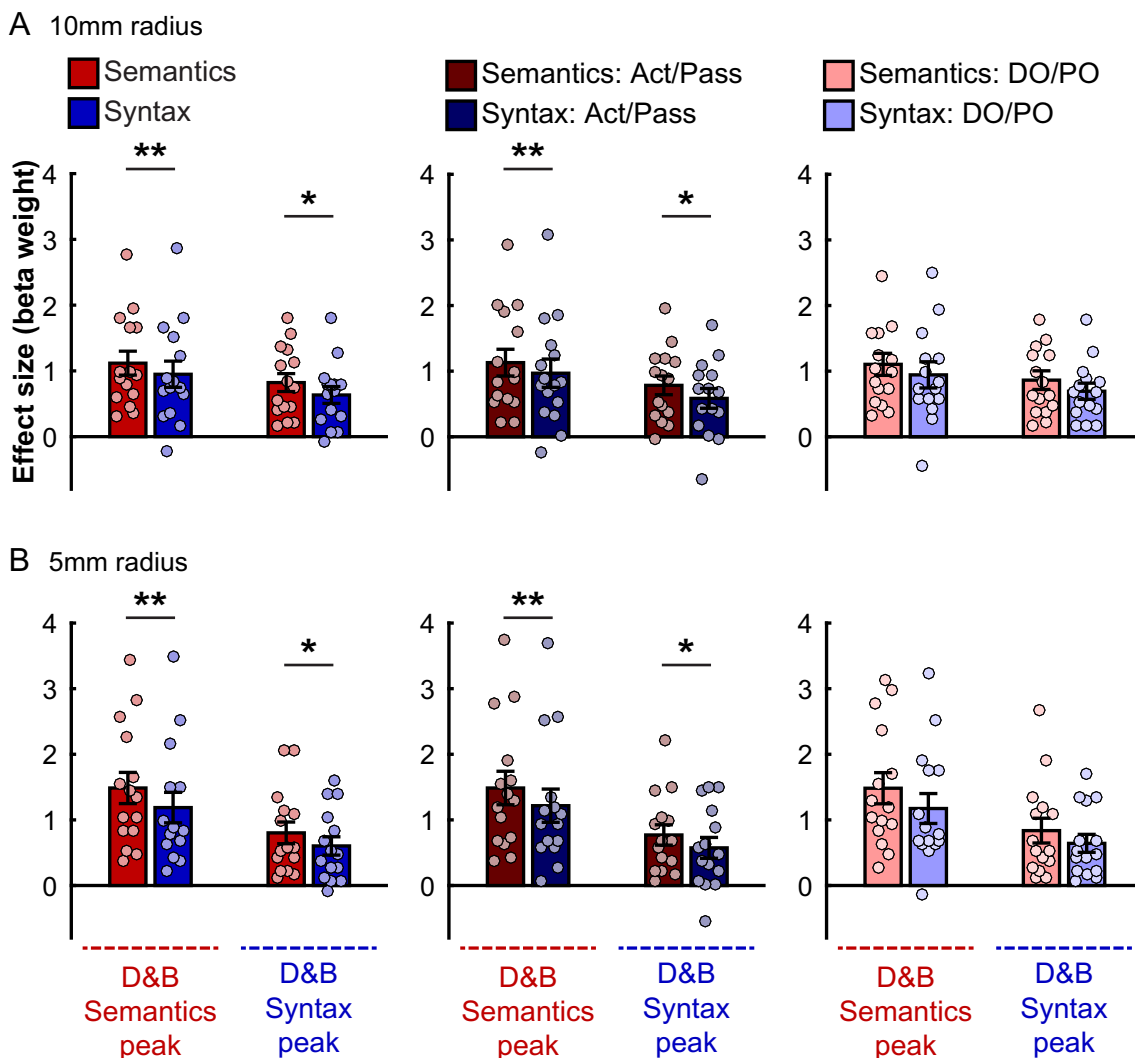 A 10mm radius
Semantics
Syntax
Semantics: Act/Pass
Syntax: Act/Pass
Semantics: DO/PO
Syntax: DO/PO
Effect size (beta weight)
4
3
2
1
0
**
*
4
3
2
1
0
**
*
4
3
2
1
0
B 5mm radius
4
3
2
1
0
**
*
4
3
2
1
0
**
*
4
3
2
1
0
D&B
Semantics
peak
D&B
Syntax
peak
D&B
Semantics
peak
D&B
Syntax
peak
D&B
Semantics
peak
D&B
Syntax
peak